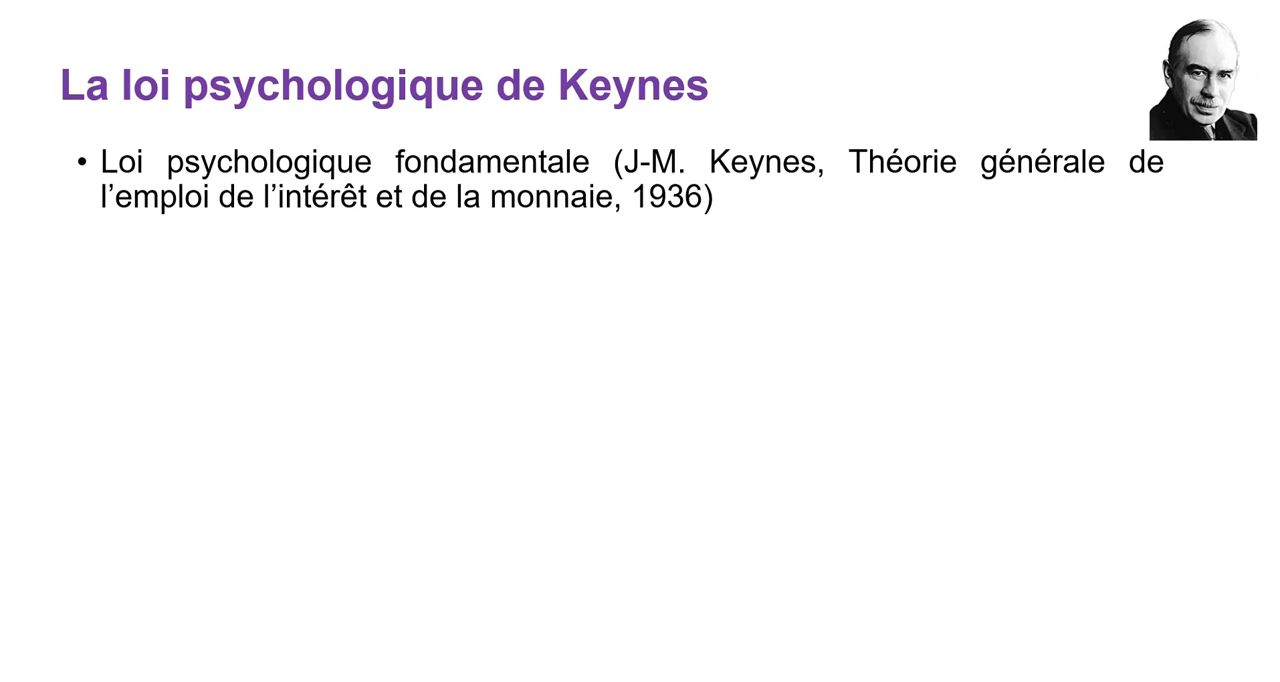 La loi psychologique de Keynes
• Loi psychologique fondamentale (J-M. Keynes, Théorie générale de
l’emploi de l’intérêt et de la monnaie, 1936)